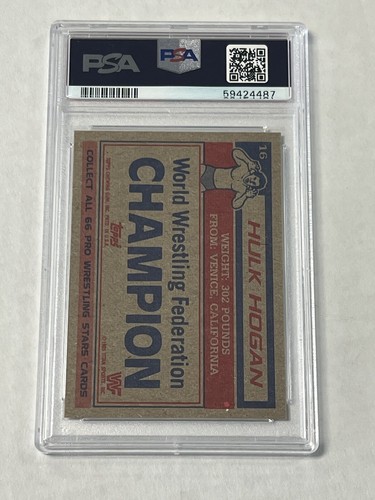 PSA
PSA
59424487
16
HULK HOGAN
WEIGHT: 302 POUNDS
FROM: VENICE, CALIFORNIA
World Wrestling Federation
CHAMPION
Topps
COLLECT ALL 66 PRO WRESTLING STARS CARDS